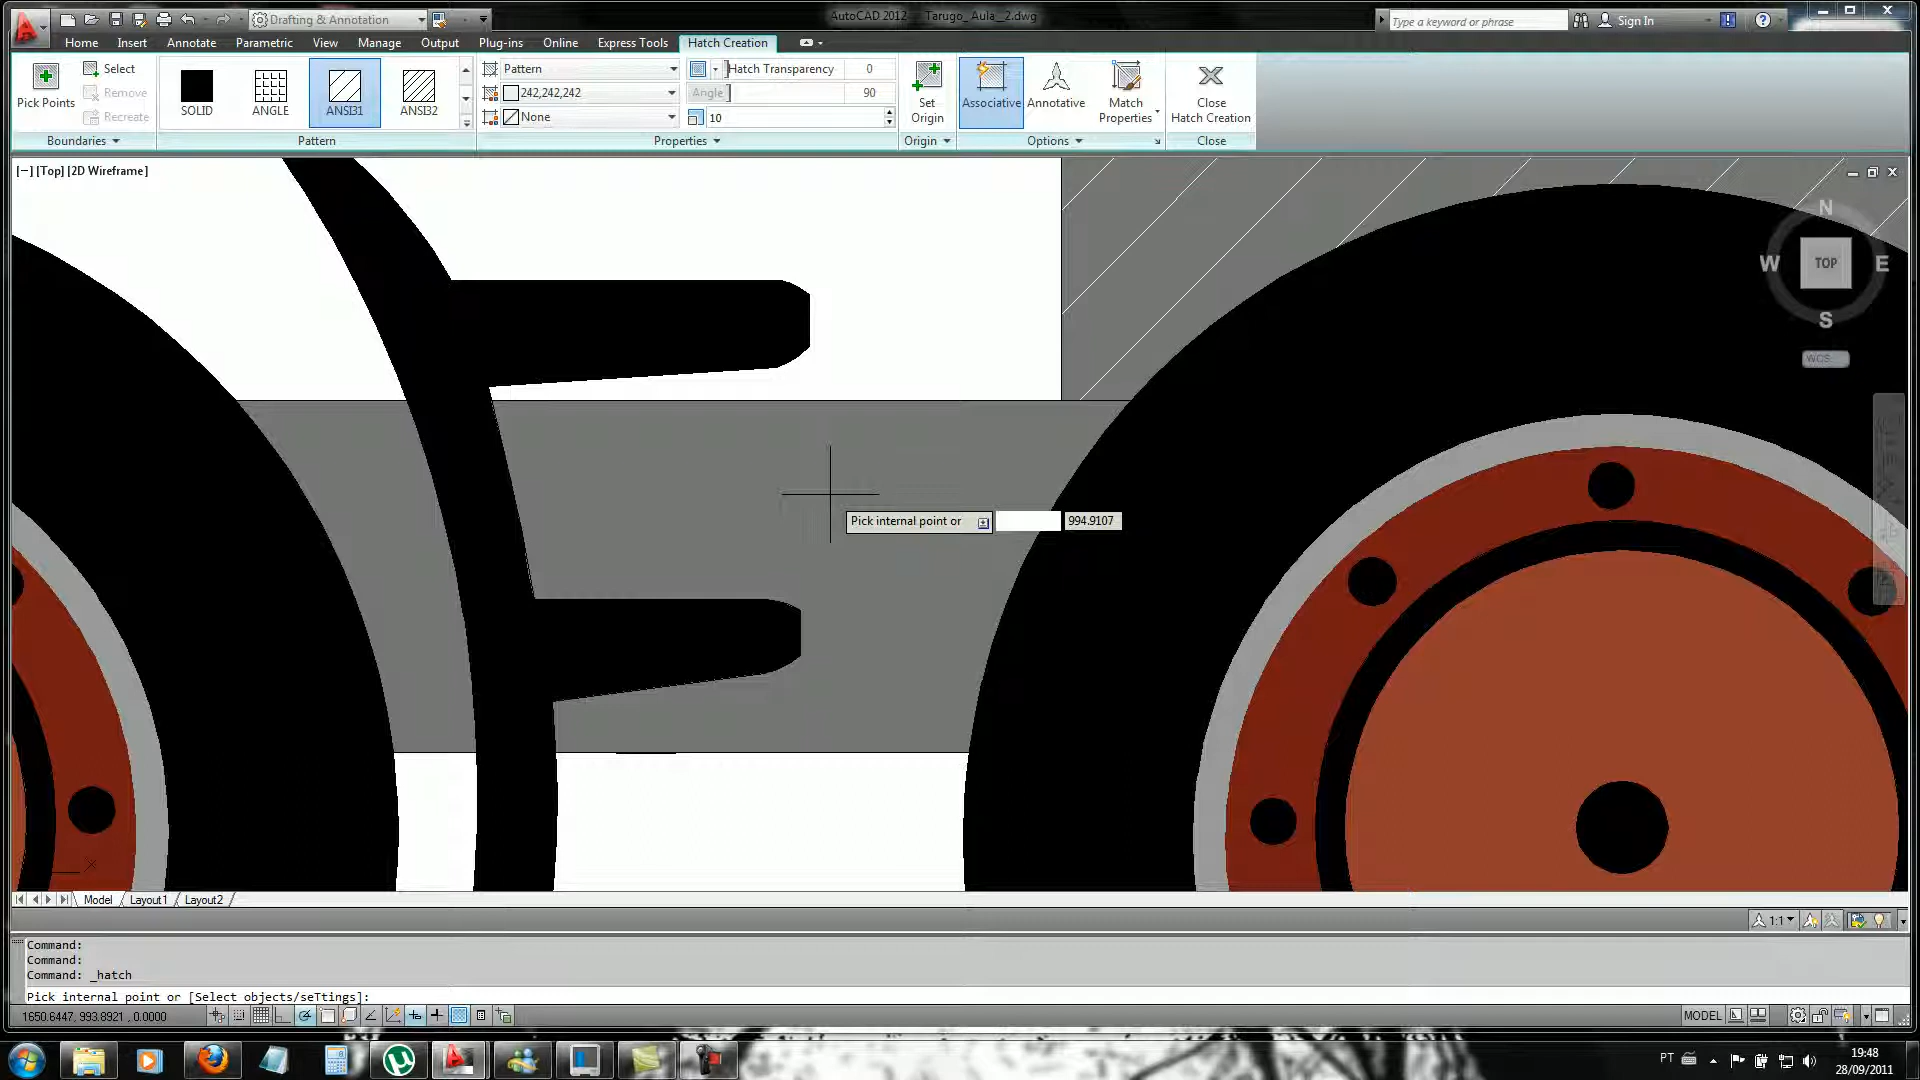 Drafting & Annotation
AutoCAD 2012 Tarugo_ Aula_ 2.dwg
Type a keyword or phrase
Sign In
Home Insert Annotate Parametric View Manage Output Plug-ins Online Express Tools Hatch Creation
Pick Points
Select
Remove
Recreate
SOLID
ANGLE
ANSI31
ANSI32
Pattern
242,242,242
None
Hatch Transparency 0
Angle 90
10
Set
Origin
Associative
Annotative
Match
Properties
Close
Hatch Creation
Boundaries Pattern Properties Origin Options Close
[−] [Top] [2D Wireframe]
N
W TOP E
S
WCS
Pick internal point or 994.9107
Model Layout1 Layout2
1:1
Command:
Command:
Command: _hatch
Pick internal point or [Select objects/seTtings]:
1650.6447, 993.8921 , 0.0000
MODEL
PT
19:48
28/09/2011